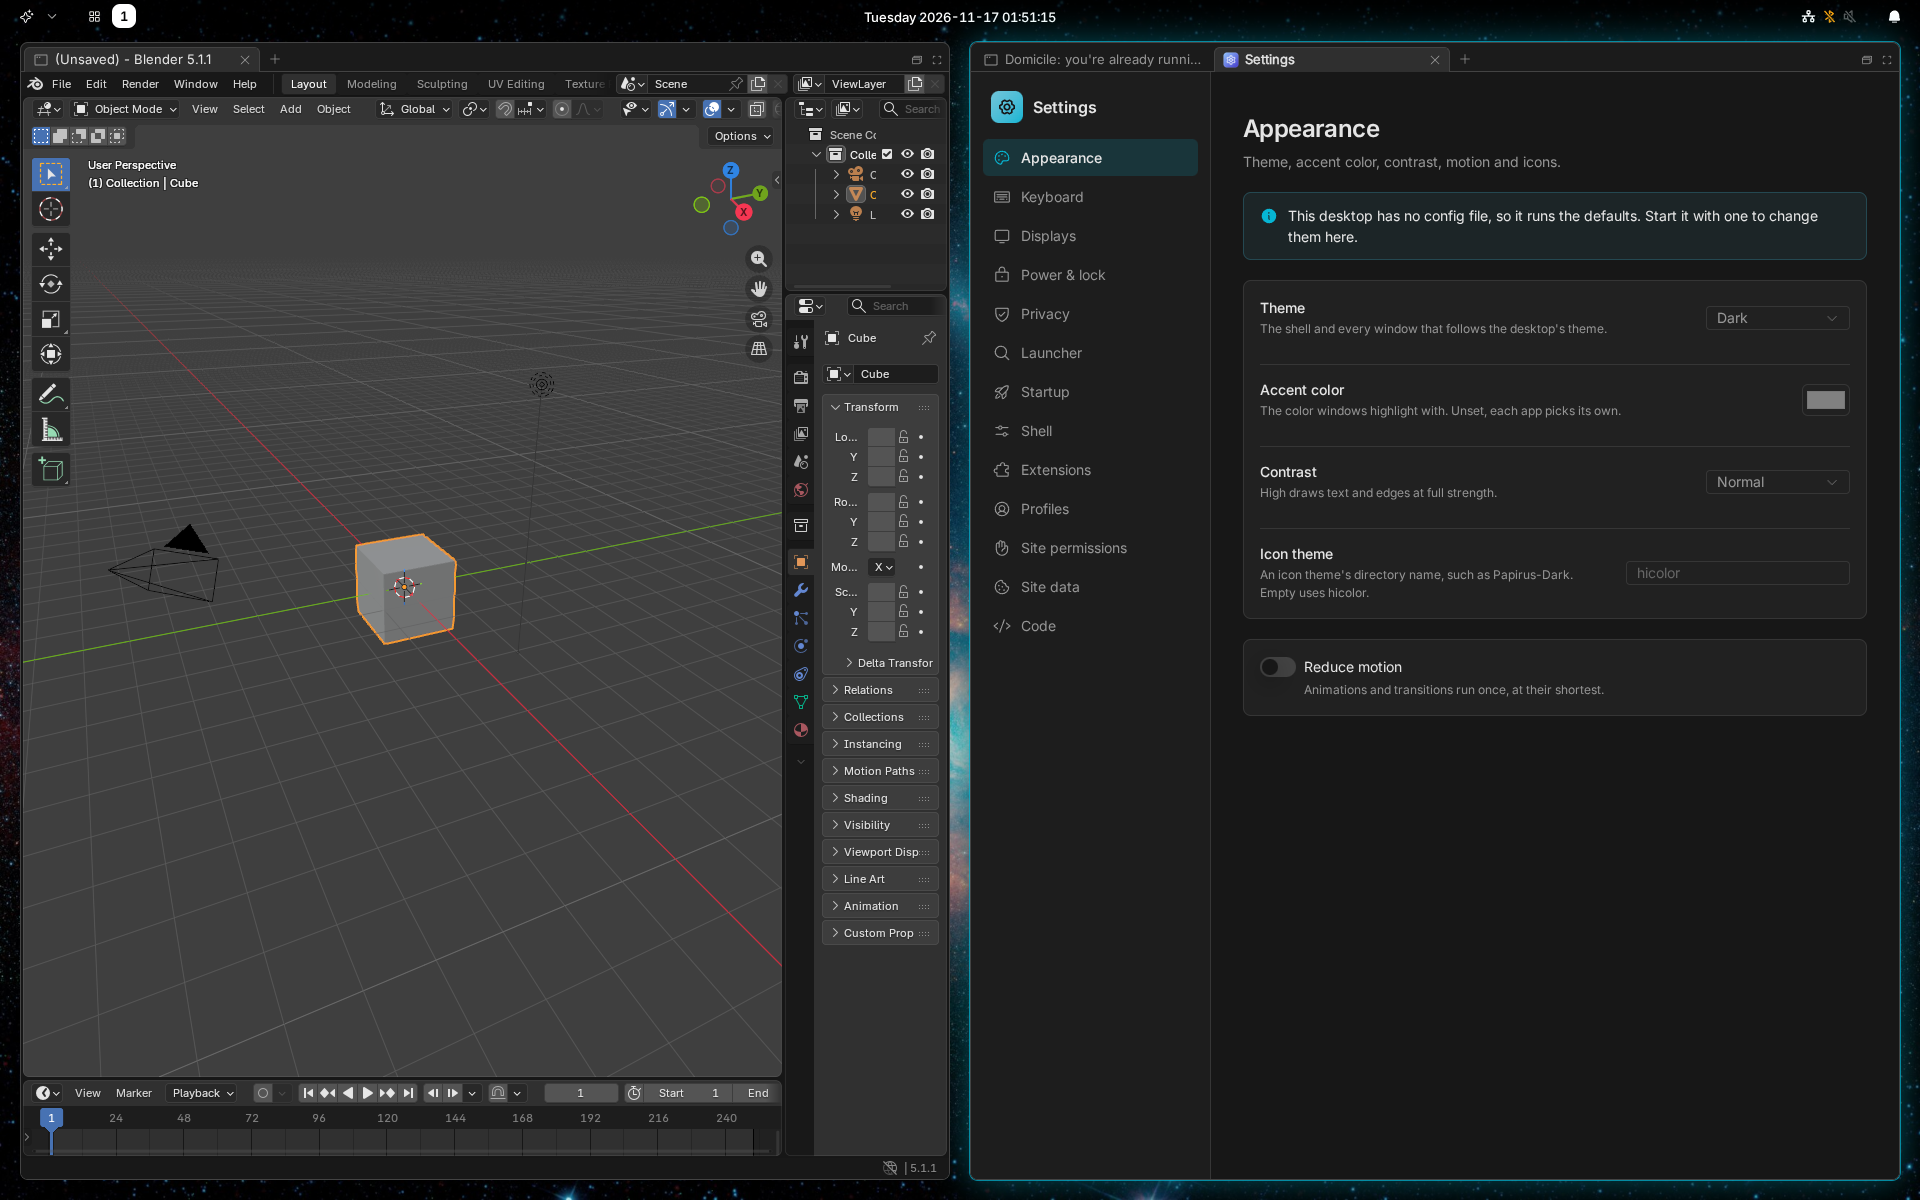 1
Tuesday 2026-11-17 01:51:15
(Unsaved) - Blender 5.1.1
File Edit Render Window Help Layout Modeling Sculpting UV Editing Texture Scene ViewLayer
Object Mode View Select Add Object Global Search
Options
User Perspective
(1) Collection | Cube
Z
Y
X
Scene Cc
Colle
C
C
L
Search
Cube
Cube
Transform
Lo...
Y
Z
Ro...
Y
Z
Mo... X
Sc...
Y
Z
Delta Transfor
Relations
Collections
Instancing
Motion Paths
Shading
Visibility
Viewport Disp
Line Art
Animation
Custom Prop
View Marker Playback 1 Start 1 End
1 24 48 72 96 120 144 168 192 216 240
5.1.1
Domicile: you're already runni...
Settings
Settings
Appearance
Keyboard
Displays
Power & lock
Privacy
Launcher
Startup
Shell
Extensions
Profiles
Site permissions
Site data
Code
Appearance
Theme, accent color, contrast, motion and icons.
This desktop has no config file, so it runs the defaults. Start it with one to change
them here.
Theme
The shell and every window that follows the desktop's theme.
Dark
Accent color
The color windows highlight with. Unset, each app picks its own.
Contrast
High draws text and edges at full strength.
Normal
Icon theme
An icon theme's directory name, such as Papirus-Dark.
Empty uses hicolor.
hicolor
Reduce motion
Animations and transitions run once, at their shortest.